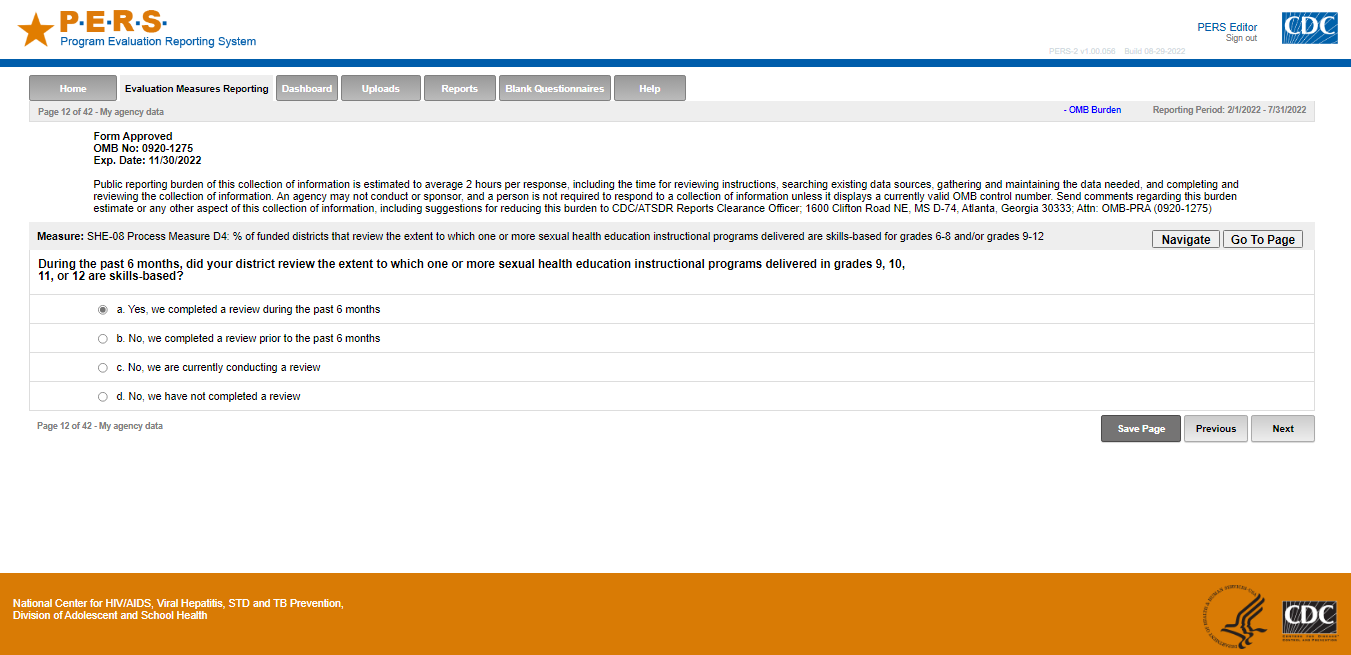 P·E·R·S·
Program Evaluation Reporting System
PERS Editor
Sign out
CDC
PERS-2 v1.00.056 Build 08-29-2022
Home
Evaluation Measures Reporting
Dashboard
Uploads
Reports
Blank Questionnaires
Help
Page 12 of 42 - My agency data
- OMB Burden
Reporting Period: 2/1/2022 - 7/31/2022
Form Approved
OMB No: 0920-1275
Exp. Date: 11/30/2022
Public reporting burden of this collection of information is estimated to average 2 hours per response, including the time for reviewing instructions, searching existing data sources, gathering and maintaining the data needed, and completing and
reviewing the collection of information. An agency may not conduct or sponsor, and a person is not required to respond to a collection of information unless it displays a currently valid OMB control number. Send comments regarding this burden
estimate or any other aspect of this collection of information, including suggestions for reducing this burden to CDC/ATSDR Reports Clearance Officer; 1600 Clifton Road NE, MS D-74, Atlanta, Georgia 30333; Attn: OMB-PRA (0920-1275)
Measure: SHE-08 Process Measure D4: % of funded districts that review the extent to which one or more sexual health education instructional programs delivered are skills-based for grades 6-8 and/or grades 9-12
Navigate
Go To Page
During the past 6 months, did your district review the extent to which one or more sexual health education instructional programs delivered in grades 9, 10,
11, or 12 are skills-based?
a. Yes, we completed a review during the past 6 months
b. No, we completed a review prior to the past 6 months
c. No, we are currently conducting a review
d. No, we have not completed a review
Page 12 of 42 - My agency data
Save Page
Previous
Next
National Center for HIV/AIDS, Viral Hepatitis, STD and TB Prevention,
Division of Adolescent and School Health
CDC